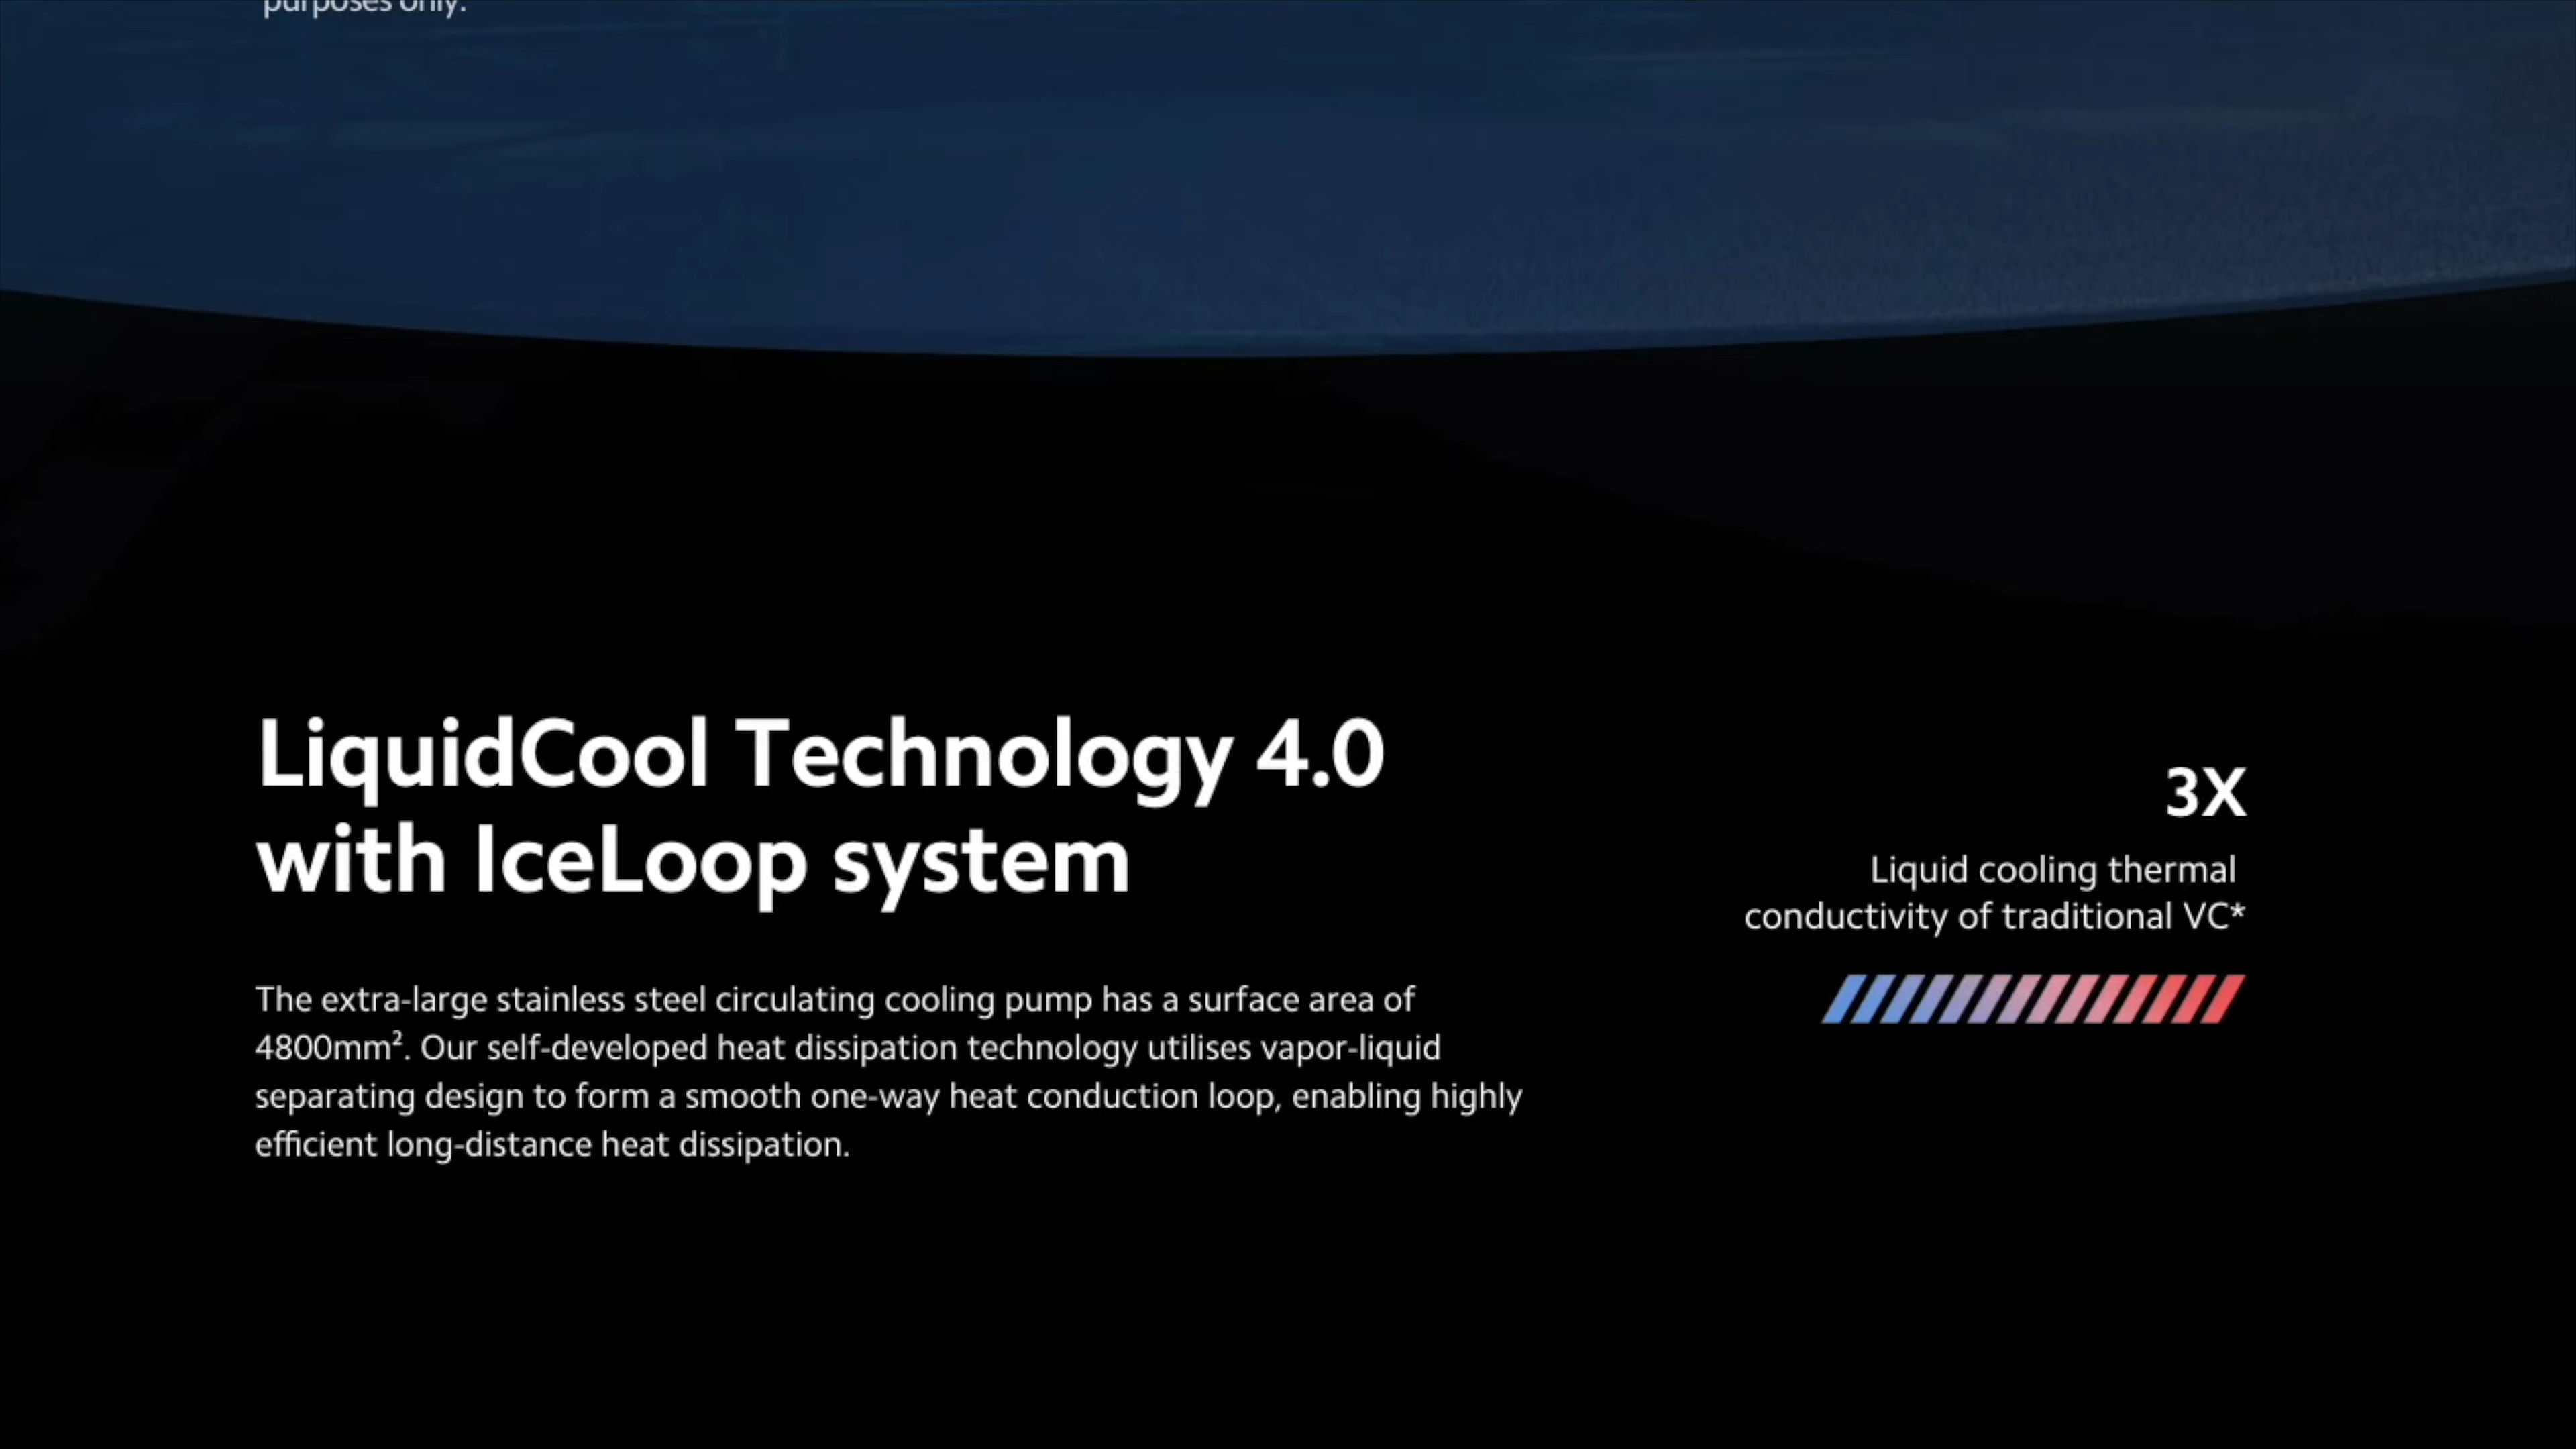 purposes only.
LiquidCool Technology 4.0
with IceLoop system
The extra-large stainless steel circulating cooling pump has a surface area of
4800mm². Our self-developed heat dissipation technology utilises vapor-liquid
separating design to form a smooth one-way heat conduction loop, enabling highly
efficient long-distance heat dissipation.
3X
Liquid cooling thermal
conductivity of traditional VC*